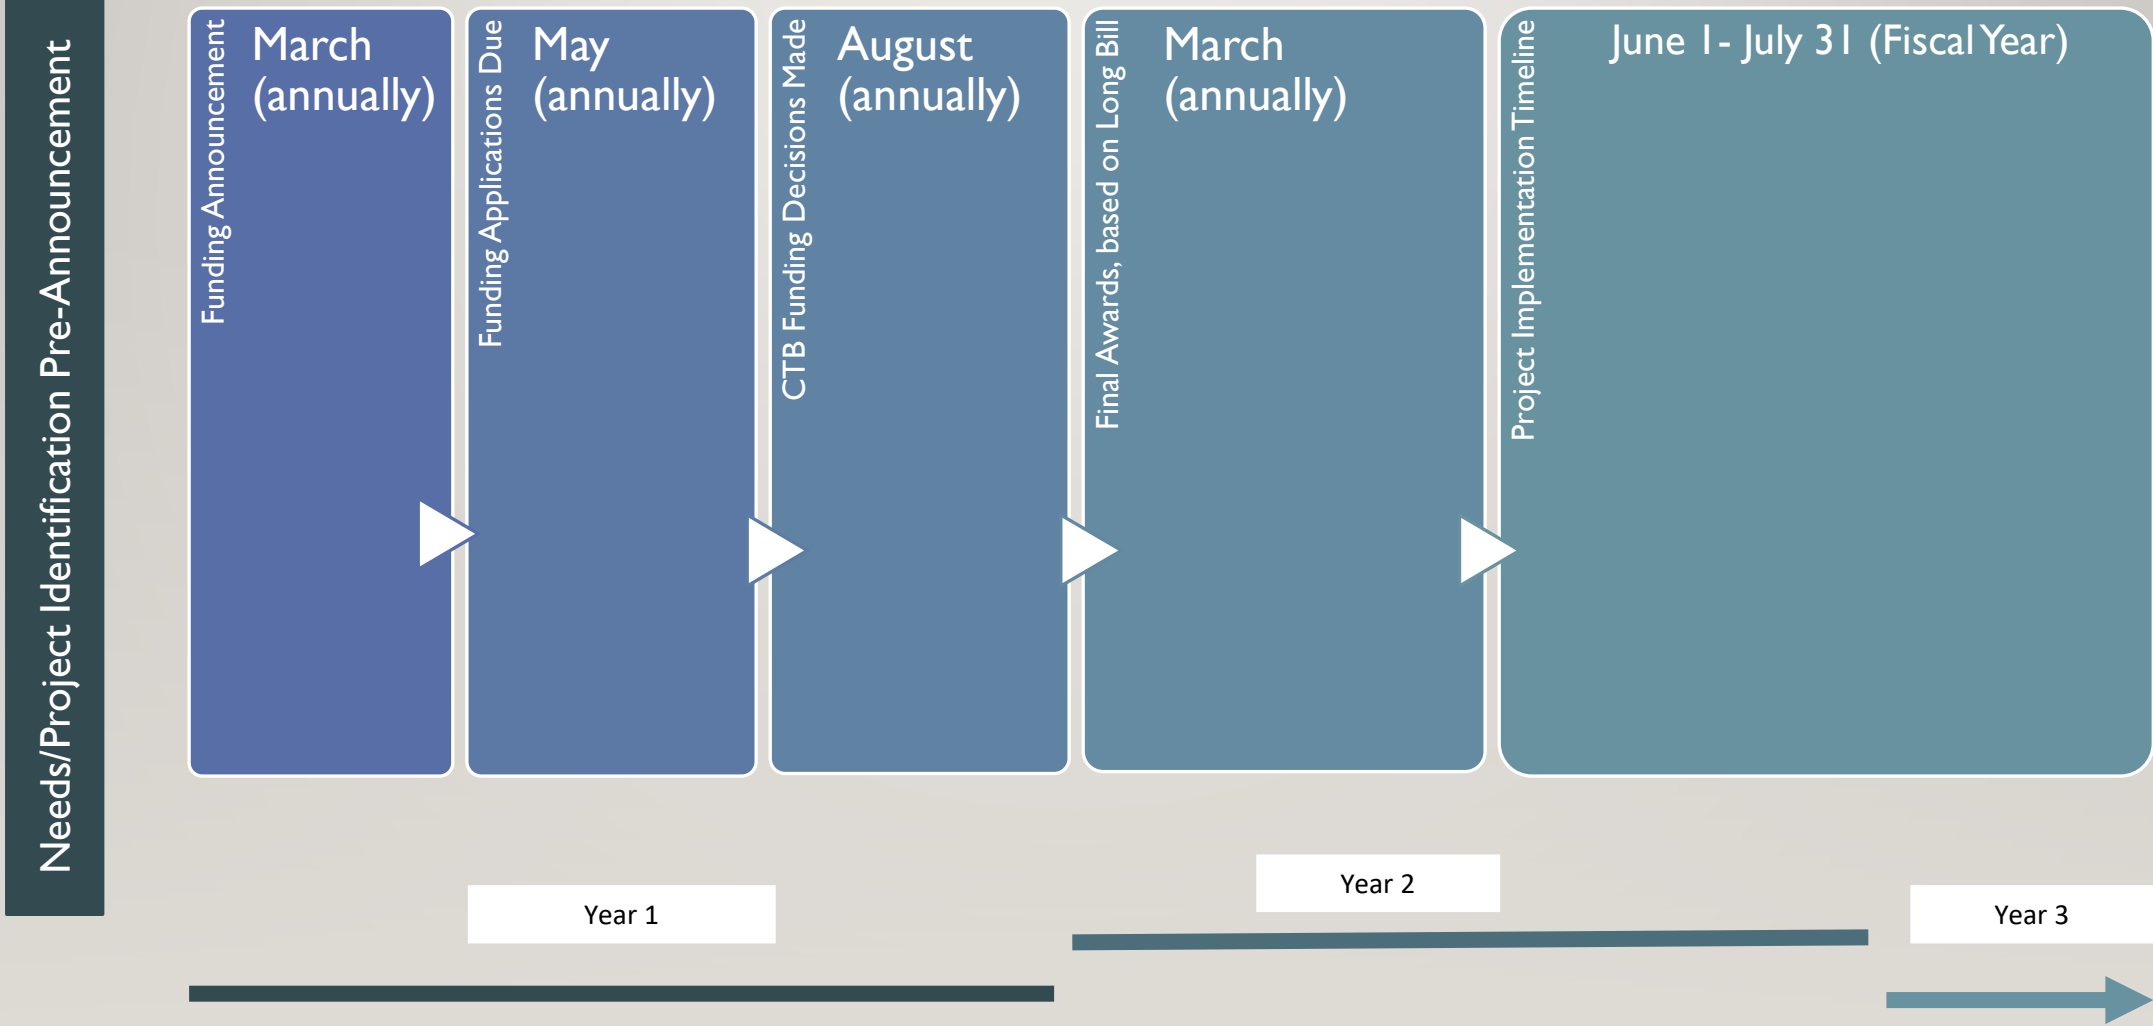 Needs/Project Identification Pre-Announcement
Funding Announcement
March
(annually)
Funding Applications Due
May
(annually)
CTB Funding Decisions Made
August
(annually)
Final Awards, based on Long Bill
March
(annually)
Project Implementation Timeline
June 1- July 31 (Fiscal Year)
Year 1
Year 2
Year 3